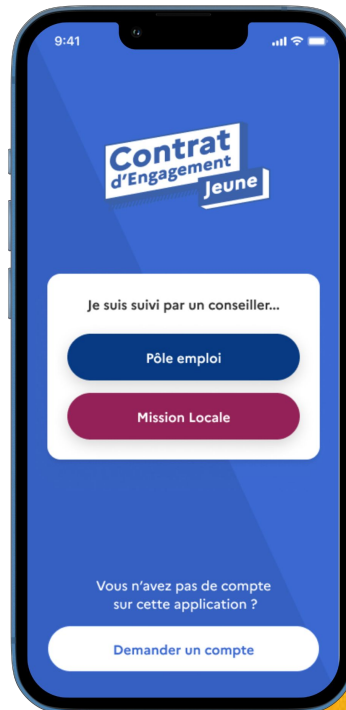 9:41
Contrat
d'Engagement
Jeune
Je suis suivi par un conseiller...
Pôle emploi
Mission Locale
Vous n'avez pas de compte
sur cette application ?
Demander un compte